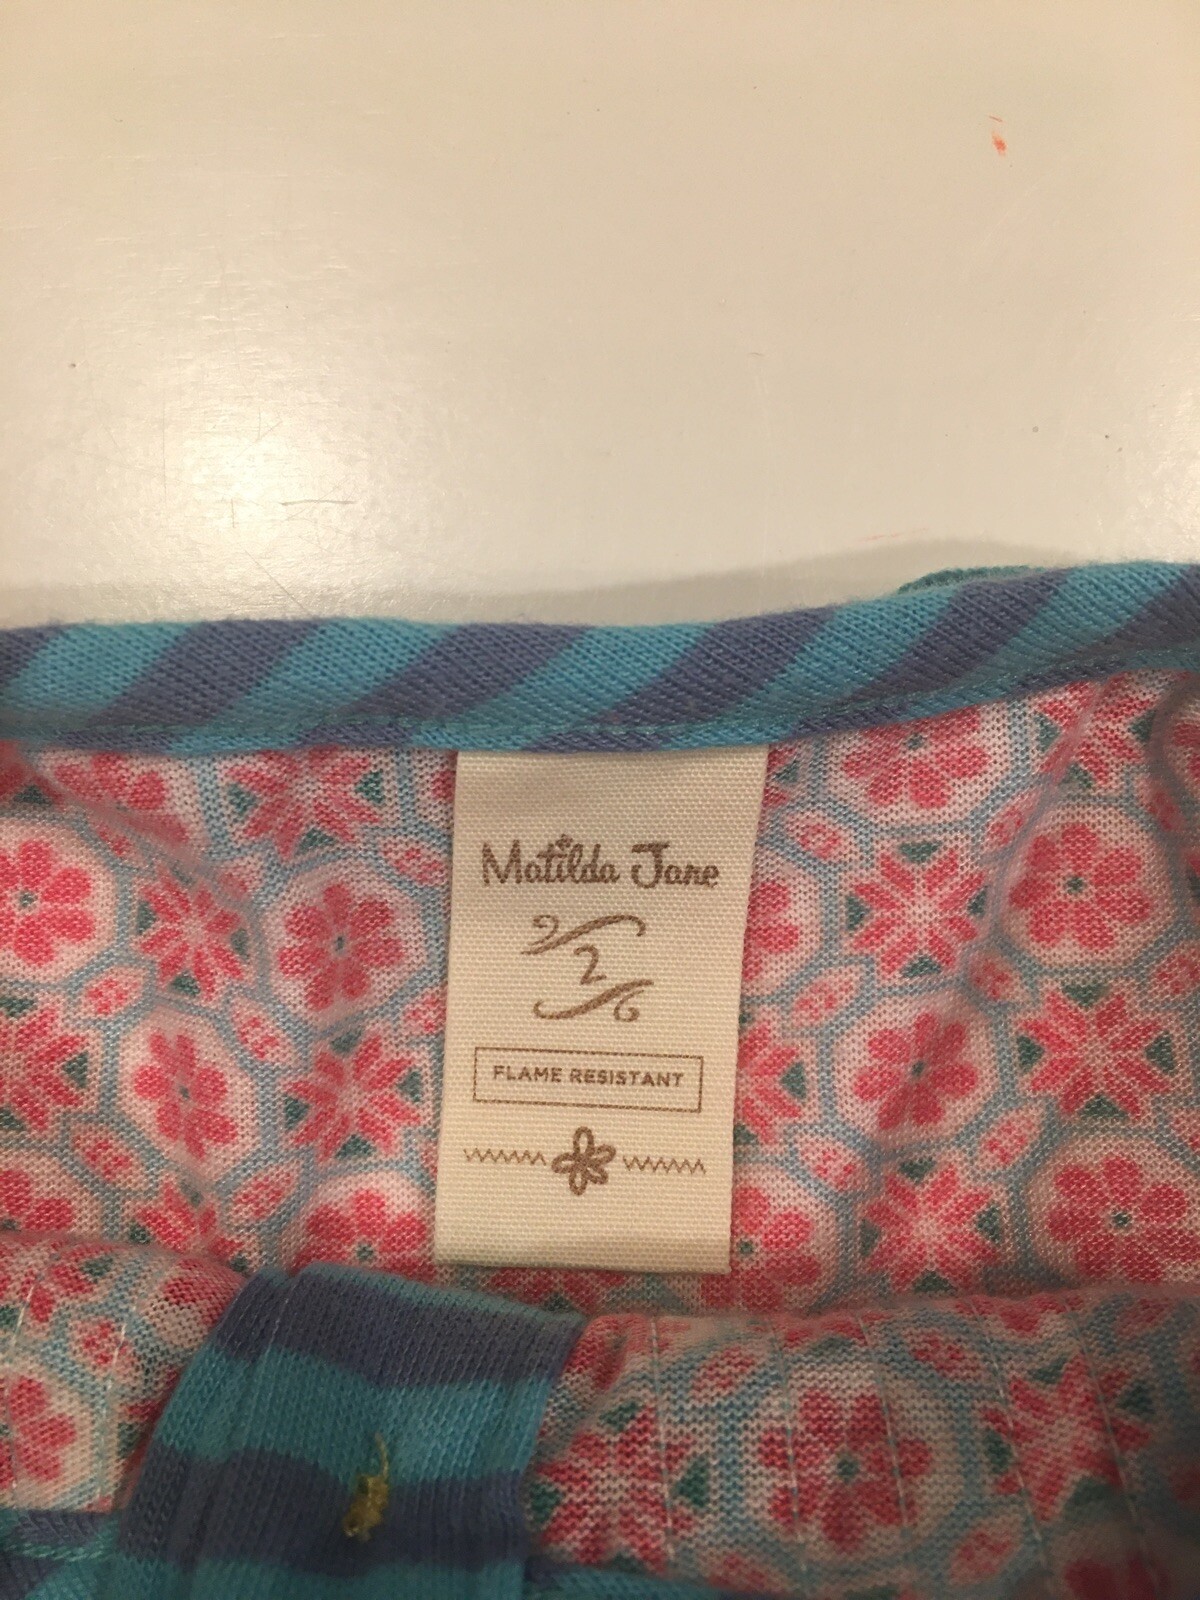 Matilda Jane
2
FLAME RESISTANT